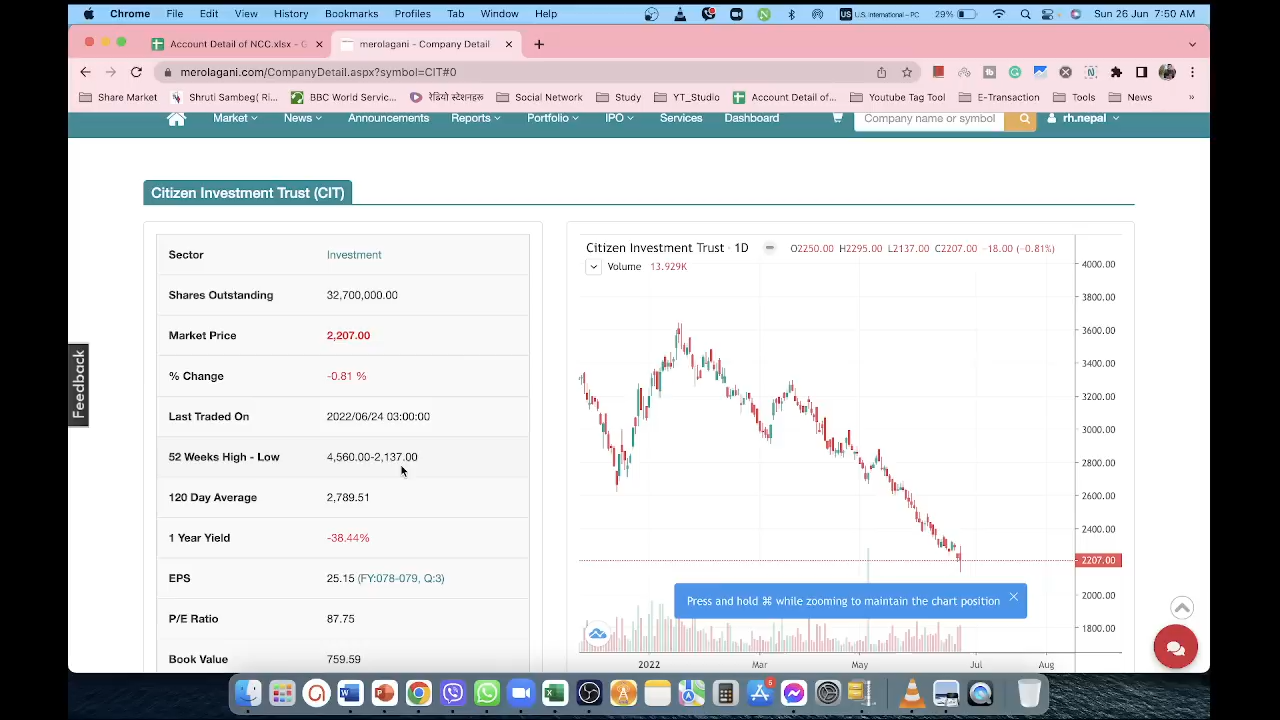 Chrome File Edit View History Bookmarks Profiles Tab Window Help U.S. International – PC 29% Sun 26 Jun 7:50 AM
Account Detail of NCC.xlsx - G merolagani - Company Detail
merolagani.com/CompanyDetail.aspx?symbol=CIT#0
Share Market Shruti Sambeg( Ri... BBC World Servic... रेडियो स्टेशनहरू Social Network Study YT_Studio Account Detail of... Youtube Tag Tool E-Transaction Tools News »
Market News Announcements Reports Portfolio IPO Services Dashboard Company name or symbol rh.nepal
Citizen Investment Trust (CIT)
Sector Investment
Shares Outstanding 32,700,000.00
Market Price 2,207.00
% Change -0.81 %
Last Traded On 2022/06/24 03:00:00
52 Weeks High - Low 4,560.00-2,137.00
120 Day Average 2,789.51
1 Year Yield -38.44%
EPS 25.15 (FY:078-079, Q:3)
P/E Ratio 87.75
Book Value 759.59
Feedback
Citizen Investment Trust · 1D O2250.00 H2295.00 L2137.00 C2207.00 -18.00 (-0.81%)
Volume 13.929K
4000.00
3800.00
3600.00
3400.00
3200.00
3000.00
2800.00
2600.00
2400.00
2207.00
2000.00
1800.00
Press and hold ⌘ while zooming to maintain the chart position
2022 Mar May Jul Aug
5